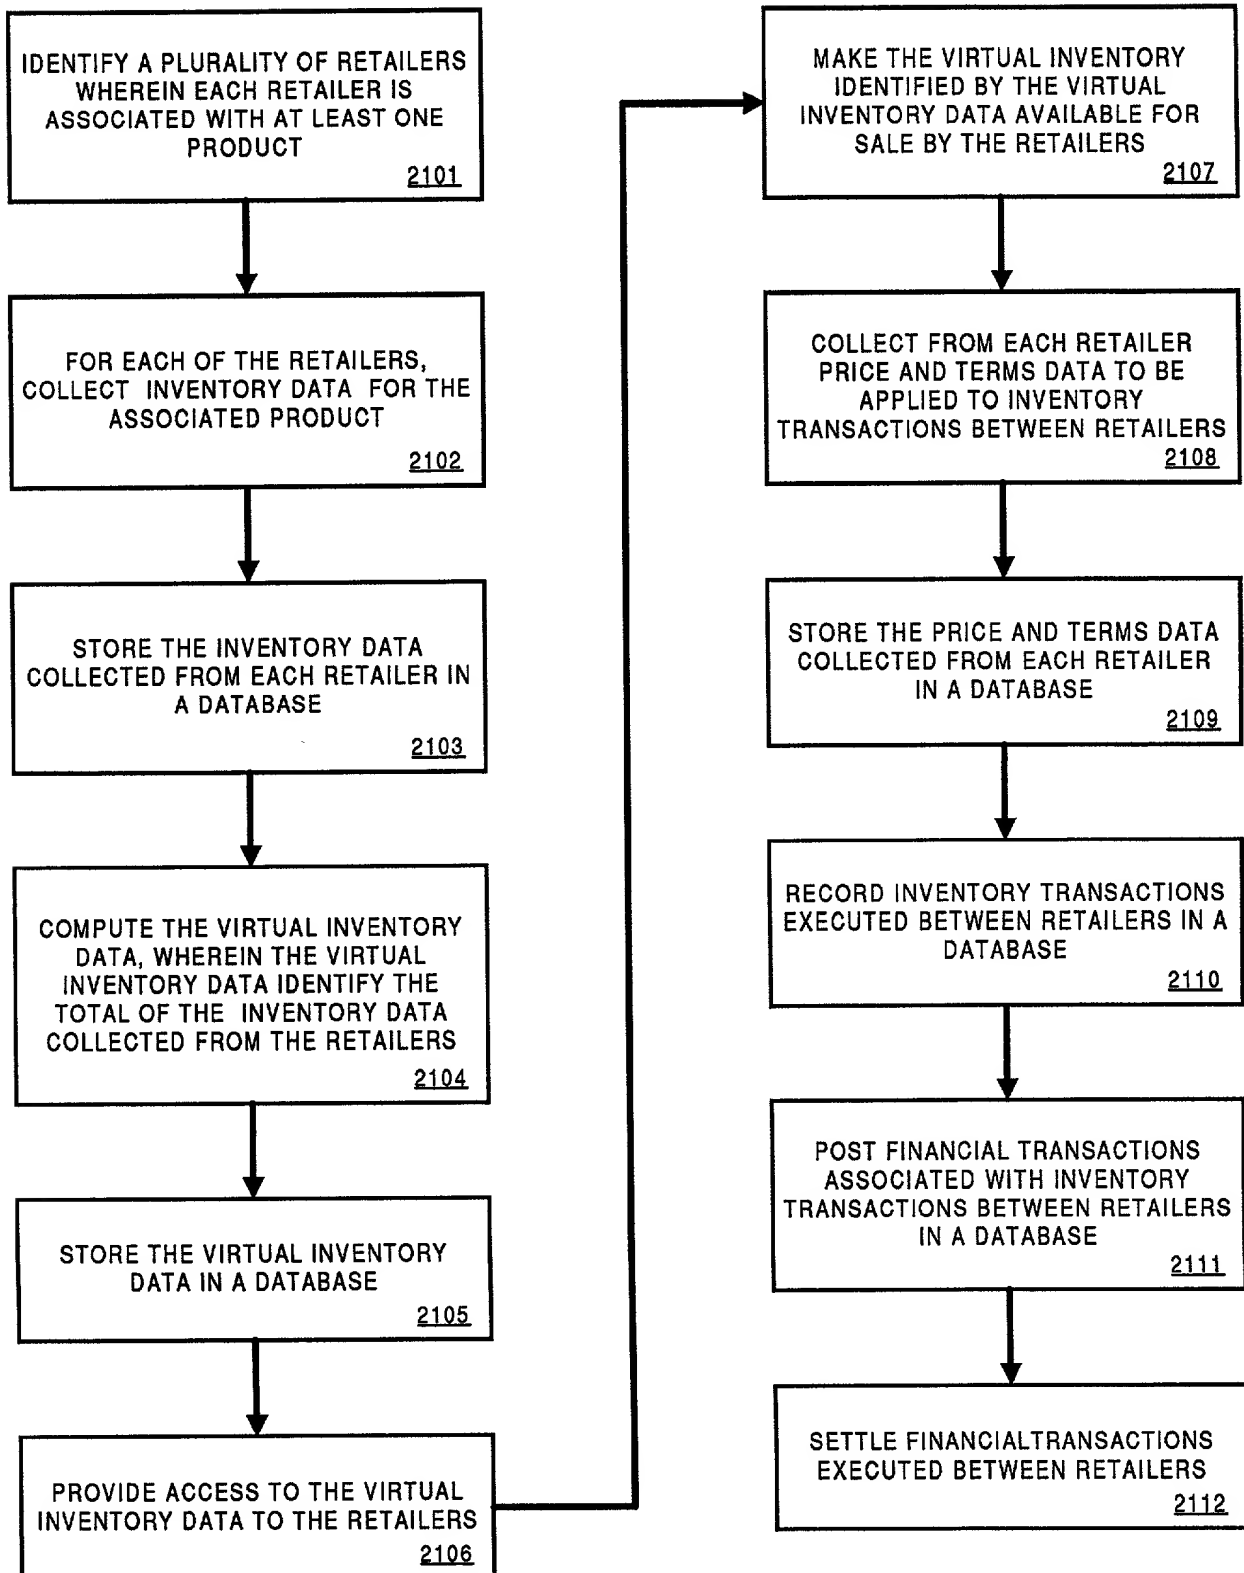 IDENTIFY A PLURALITY OF RETAILERS
WHEREIN EACH RETAILER IS
ASSOCIATED WITH AT LEAST ONE
PRODUCT
2101
FOR EACH OF THE RETAILERS,
COLLECT INVENTORY DATA FOR THE
ASSOCIATED PRODUCT
2102
STORE THE INVENTORY DATA
COLLECTED FROM EACH RETAILER IN
A DATABASE
2103
COMPUTE THE VIRTUAL INVENTORY
DATA, WHEREIN THE VIRTUAL
INVENTORY DATA IDENTIFY THE
TOTAL OF THE INVENTORY DATA
COLLECTED FROM THE RETAILERS
2104
STORE THE VIRTUAL INVENTORY
DATA IN A DATABASE
2105
PROVIDE ACCESS TO THE VIRTUAL
INVENTORY DATA TO THE RETAILERS
2106
MAKE THE VIRTUAL INVENTORY
IDENTIFIED BY THE VIRTUAL
INVENTORY DATA AVAILABLE FOR
SALE BY THE RETAILERS
2107
COLLECT FROM EACH RETAILER
PRICE AND TERMS DATA TO BE
APPLIED TO INVENTORY
TRANSACTIONS BETWEEN RETAILERS
2108
STORE THE PRICE AND TERMS DATA
COLLECTED FROM EACH RETAILER
IN A DATABASE
2109
RECORD INVENTORY TRANSACTIONS
EXECUTED BETWEEN RETAILERS IN A
DATABASE
2110
POST FINANCIAL TRANSACTIONS
ASSOCIATED WITH INVENTORY
TRANSACTIONS BETWEEN RETAILERS
IN A DATABASE
2111
SETTLE FINANCIALTRANSACTIONS
EXECUTED BETWEEN RETAILERS
2112